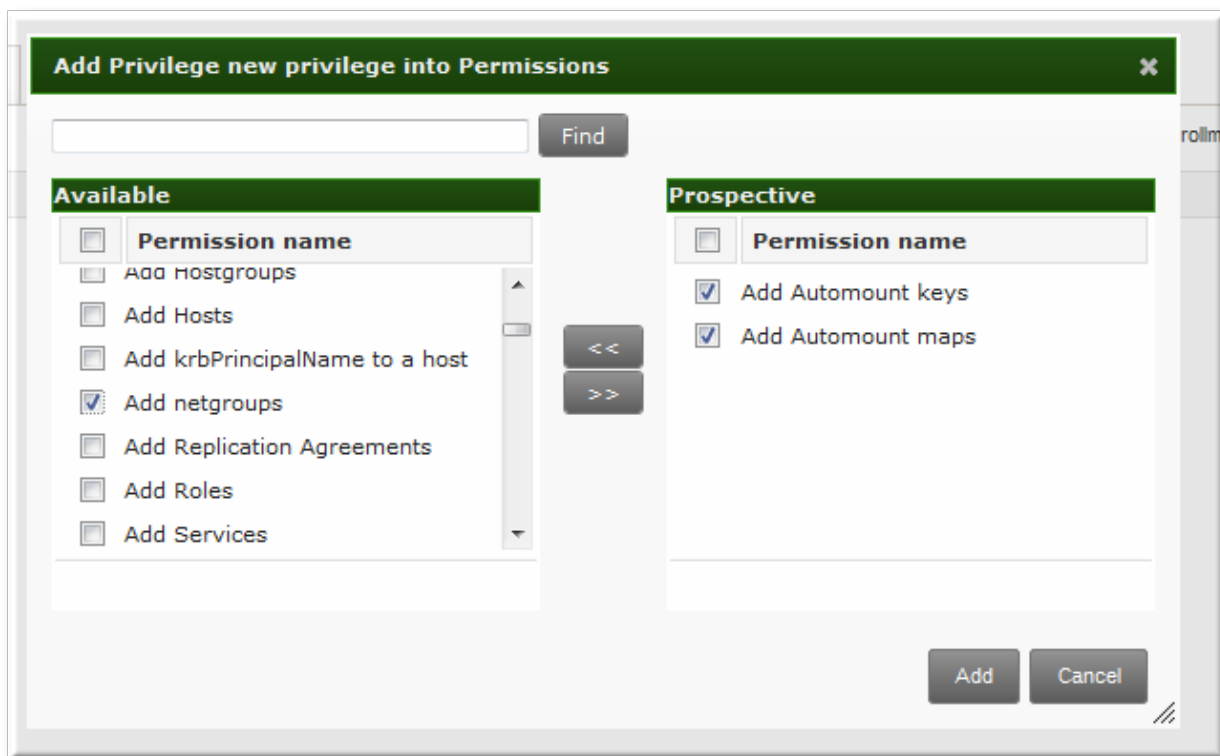 Add Privilege new privilege into Permissions
Find
rollm
Available
Permission name
Add Hostgroups
Add Hosts
Add krbPrincipalName to a host
Add netgroups
Add Replication Agreements
Add Roles
Add Services
<<
>>
Prospective
Permission name
Add Automount keys
Add Automount maps
Add
Cancel